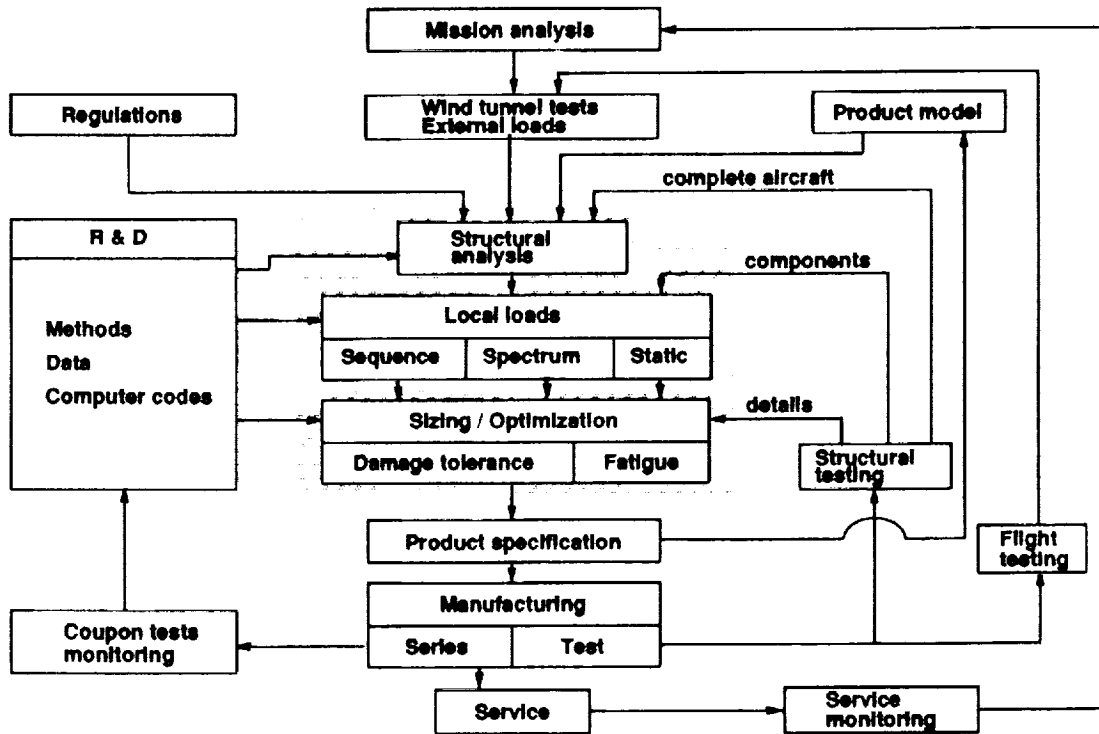 Mission analysis
Wind tunnel tests
External loads
Regulations
Product model
complete aircraft
R & D
Structural
analysis
components
Methods
Data
Computer codes
Local loads
Sequence
Spectrum
Static
details
Sizing / Optimization
Damage tolerance
Fatigue
Structural
testing
Product specification
Flight
testing
Manufacturing
Series
Test
Coupon tests
monitoring
Service
Service
monitoring